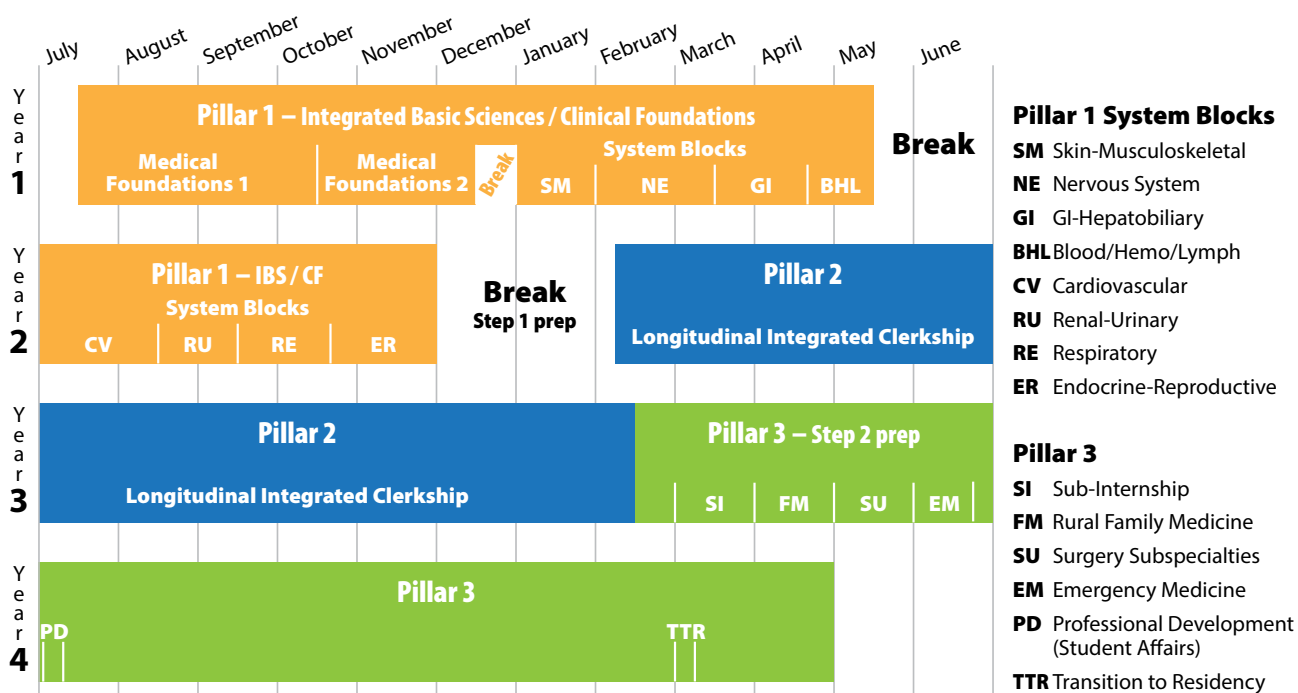 July August September October November December January February March April May June
Year 1
Pillar 1 – Integrated Basic Sciences / Clinical Foundations
Medical Foundations 1
Medical Foundations 2
Break
System Blocks
SM NE GI BHL
Break
Year 2
Pillar 1 – IBS / CF
System Blocks
CV RU RE ER
Break
Step 1 prep
Pillar 2
Longitudinal Integrated Clerkship
Year 3
Pillar 2
Longitudinal Integrated Clerkship
Pillar 3 – Step 2 prep
SI FM SU EM
Year 4
Pillar 3
PD
TTR
Pillar 1 System Blocks
SM Skin-Musculoskeletal
NE Nervous System
GI GI-Hepatobiliary
BHL Blood/Hemo/Lymph
CV Cardiovascular
RU Renal-Urinary
RE Respiratory
ER Endocrine-Reproductive
Pillar 3
SI Sub-Internship
FM Rural Family Medicine
SU Surgery Subspecialties
EM Emergency Medicine
PD Professional Development
(Student Affairs)
TTR Transition to Residency